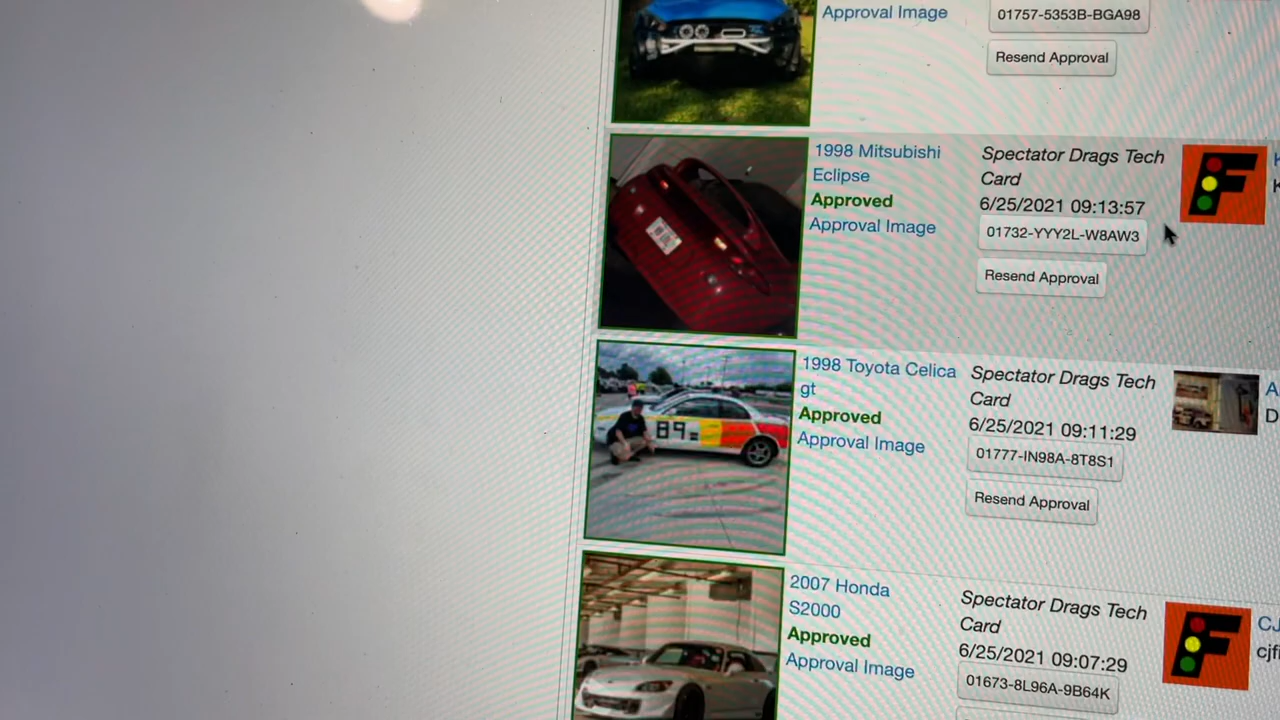 Approval Image
01757-5353B-BGA98
Resend Approval
1998 Mitsubishi
Eclipse
Approved
Approval Image
Spectator Drags Tech
Card
6/25/2021 09:13:57
01732-YYY2L-W8AW3
Resend Approval
F
K
K
1998 Toyota Celica
gt
Approved
Approval Image
89
Spectator Drags Tech
Card
6/25/2021 09:11:29
01777-IN98A-8T8S1
Resend Approval
A
D
2007 Honda
S2000
Approved
Approval Image
Spectator Drags Tech
Card
6/25/2021 09:07:29
01673-8L96A-9B64K
F
CJ
cjfi